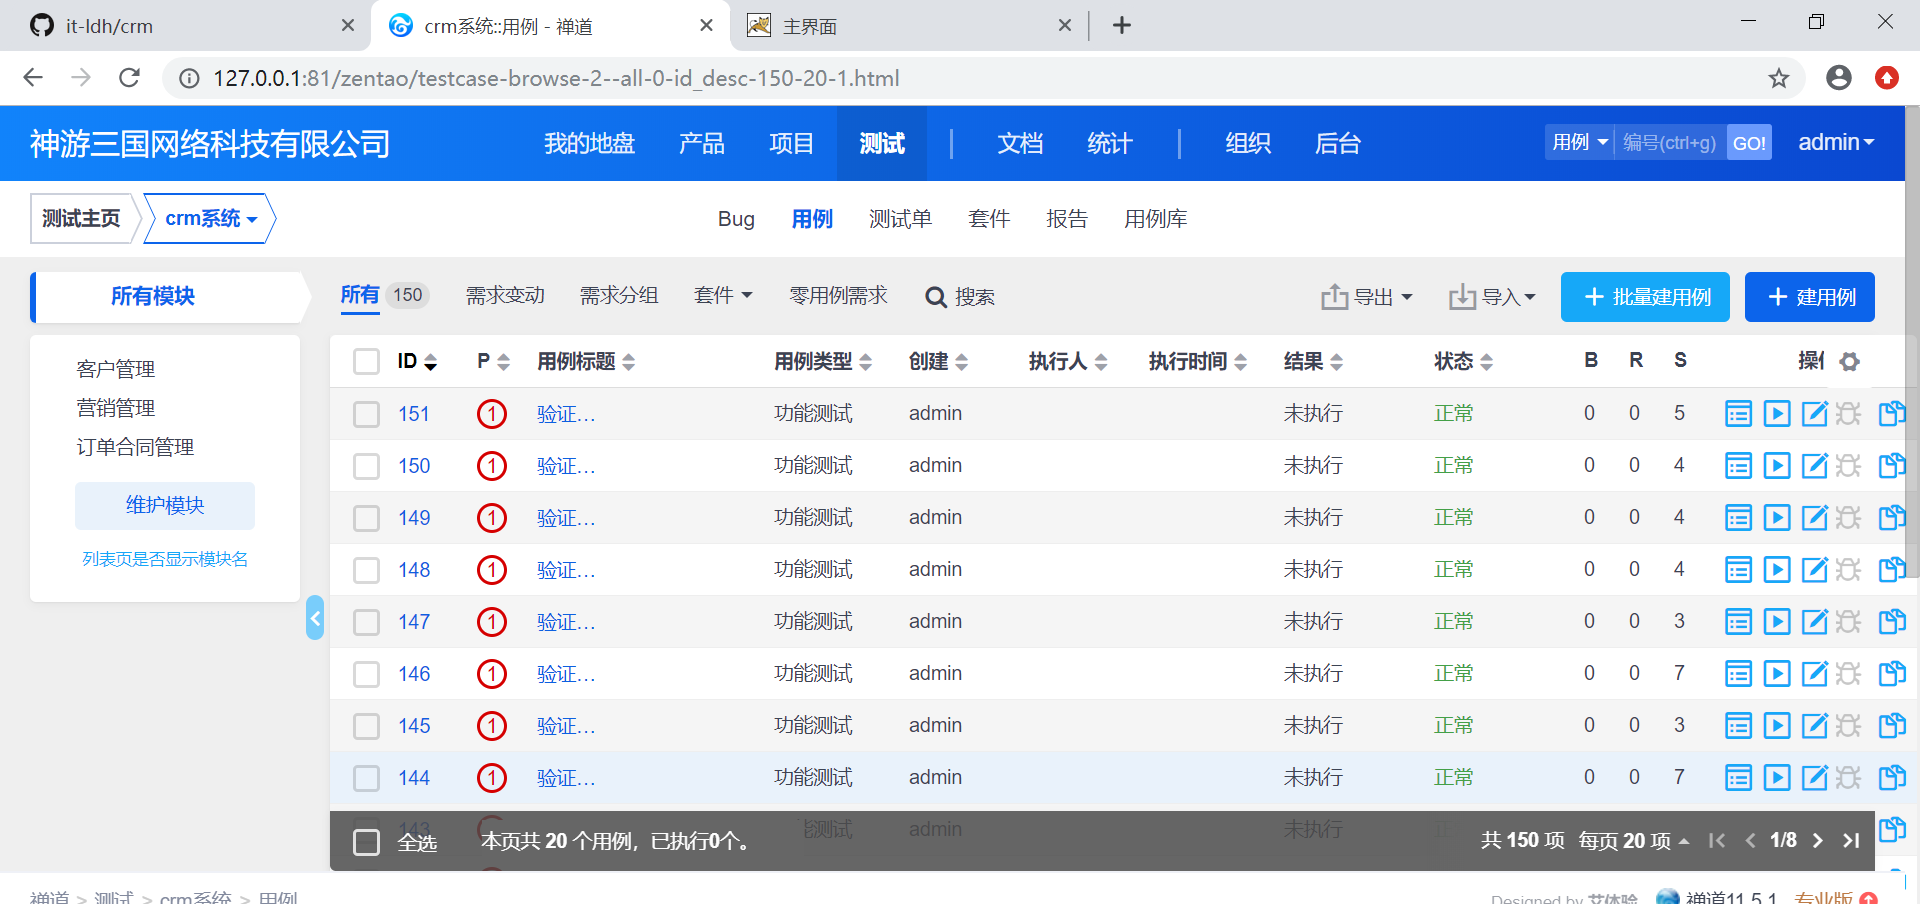 it-ldh/crm
crm系统::用例 - 禅道
主界面
127.0.0.1:81/zentao/testcase-browse-2--all-0-id_desc-150-20-1.html
神游三国网络科技有限公司 我的地盘 产品 项目 测试 文档 统计 组织 后台 用例 编号(ctrl+g) GO! admin
测试主页 crm系统 Bug 用例 测试单 套件 报告 用例库
所有模块 所有 150 需求变动 需求分组 套件 零用例需求 搜索 导出 导入 + 批量建用例 + 建用例
客户管理
营销管理
订单合同管理
维护模块
列表页是否显示模块名
ID P 用例标题 用例类型 创建 执行人 执行时间 结果 状态 B R S
151 1 验证... 功能测试 admin 未执行 正常 0 0 5
150 1 验证... 功能测试 admin 未执行 正常 0 0 4
149 1 验证... 功能测试 admin 未执行 正常 0 0 4
148 1 验证... 功能测试 admin 未执行 正常 0 0 4
147 1 验证... 功能测试 admin 未执行 正常 0 0 3
146 1 验证... 功能测试 admin 未执行 正常 0 0 7
145 1 验证... 功能测试 admin 未执行 正常 0 0 3
144 1 验证... 功能测试 admin 未执行 正常 0 0 7
143 功能测试 admin 未执行
全选 本页共 20 个用例，已执行0个。 共 150 项 每页 20 项 1/8
禅道 > 测试 > crm系统 > 用例 Designed by 艾体验 禅道11.5.1 专业版